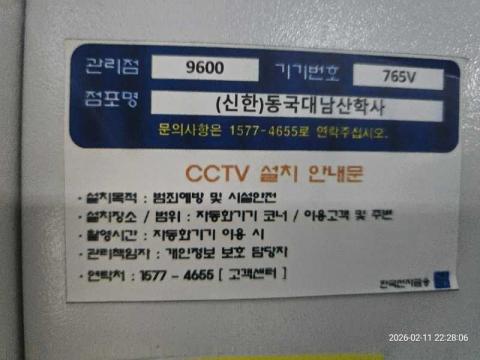 관리점 9600 기기번호 765V
점포명 (신한)동국대남산학사
문의사항은 1577-4655로 연락주십시오.
CCTV 설치 안내문
· 설치목적 : 범죄예방 및 시설안전
· 설치장소 / 범위 : 자동화기기 코너 / 이용고객 및 주변
· 촬영시간 : 자동화기기 이용 시
· 관리책임자 : 개인정보 보호 담당자
· 연락처 : 1577 - 4655 [ 고객센터 ]
한국전자금융
2026-02-11 22:28:06